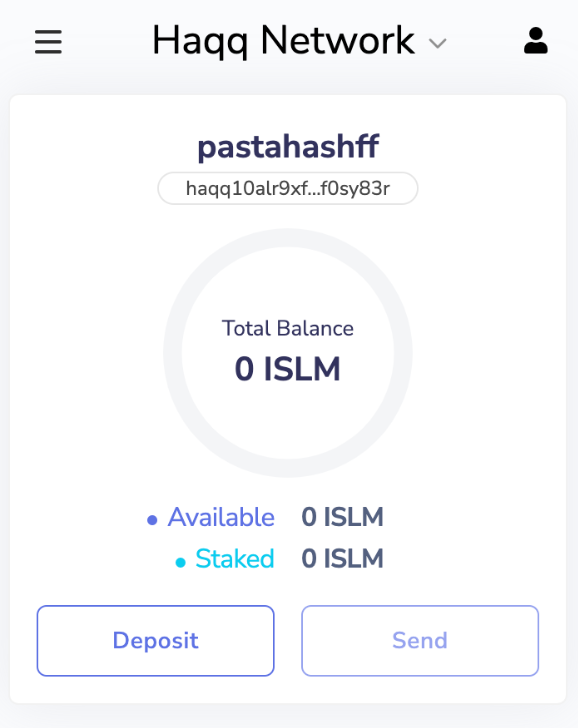 Haqq Network
pastahashff
haqq10alr9xf...f0sy83r
Total Balance
0 ISLM
Available 0 ISLM
Staked 0 ISLM
Deposit Send